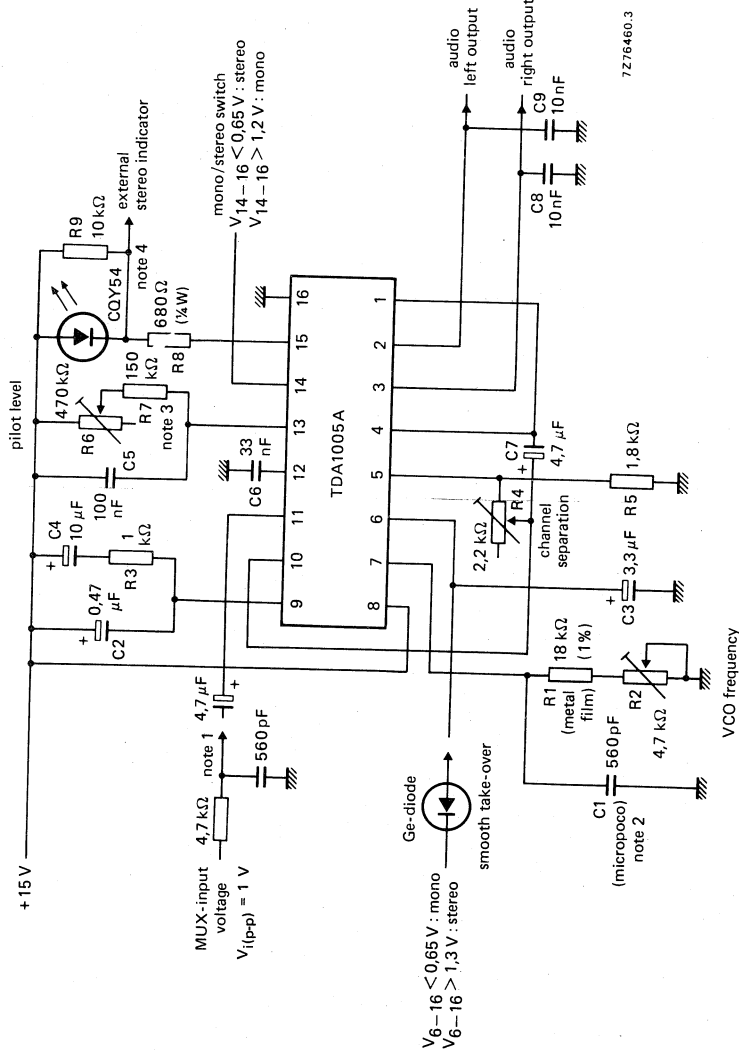 +15 V
pilot level
C2
0,47
μF
+
C4
10 μF
+
R3
1
kΩ
C5
100
nF
R6
470 kΩ
R7
150
kΩ
note 3
CQY54
R9
10 kΩ
note 4
external
stereo indicator
680 Ω
(¼W)
R8
mono/stereo switch
V14–16 < 0,65 V : stereo
V14–16 > 1,2 V : mono
MUX-input
voltage
Vi(p-p) = 1 V
4,7 kΩ
note 1
560 pF
4,7 μF
+
C6
33
nF
9
10
11
12
13
14
15
16
TDA1005A
8
7
6
5
4
3
2
1
V6–16 < 0,65 V : mono
V6–16 > 1,3 V : stereo
Ge-diode
smooth take-over
2,2 kΩ
R4
channel
separation
C7
+
4,7 μF
R5
1,8 kΩ
C3
+
3,3 μF
R1
(metal
film)
18 kΩ
(1%)
R2
4,7 kΩ
C1
560 pF
(micropoco)
note 2
VCO frequency
audio
left output
audio
right output
C8
10 nF
C9
10 nF
7Z76460.3